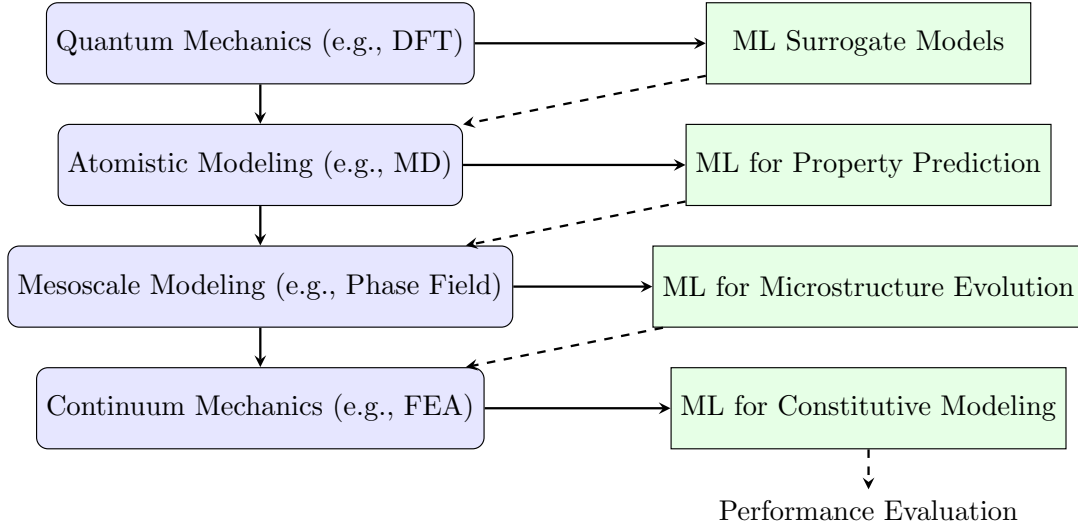 Quantum Mechanics (e.g., DFT)
ML Surrogate Models
Atomistic Modeling (e.g., MD)
ML for Property Prediction
Mesoscale Modeling (e.g., Phase Field)
ML for Microstructure Evolution
Continuum Mechanics (e.g., FEA)
ML for Constitutive Modeling
Performance Evaluation